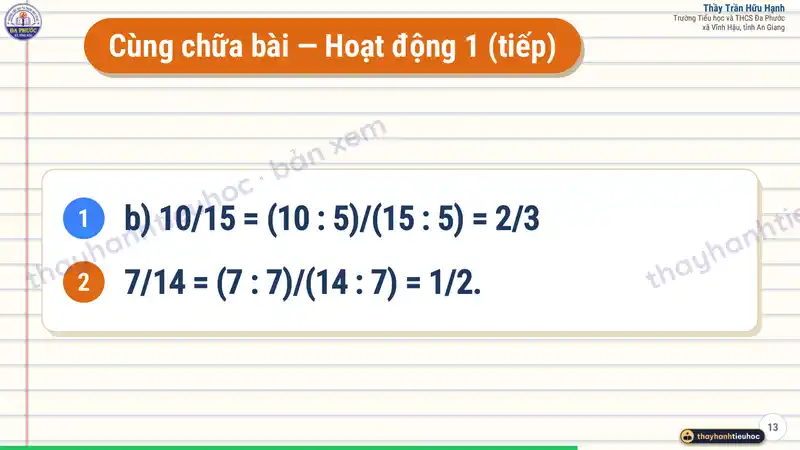 ĐA PHƯỚC
Thầy Trần Hữu Hạnh
Trường Tiểu học và THCS Đa Phước
xã Vĩnh Hậu, tỉnh An Giang
Cùng chữa bài — Hoạt động 1 (tiếp)
thayhanhtieuhoc · bản xem
1 b) 10/15 = (10 : 5)/(15 : 5) = 2/3
2 7/14 = (7 : 7)/(14 : 7) = 1/2.
thayhanhtie
thayhanhtieuhoc
13